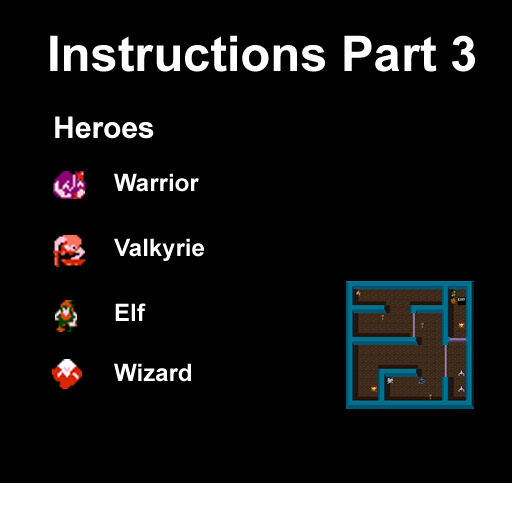 Instructions Part 3
Heroes
Warrior
Valkyrie
Elf
Wizard